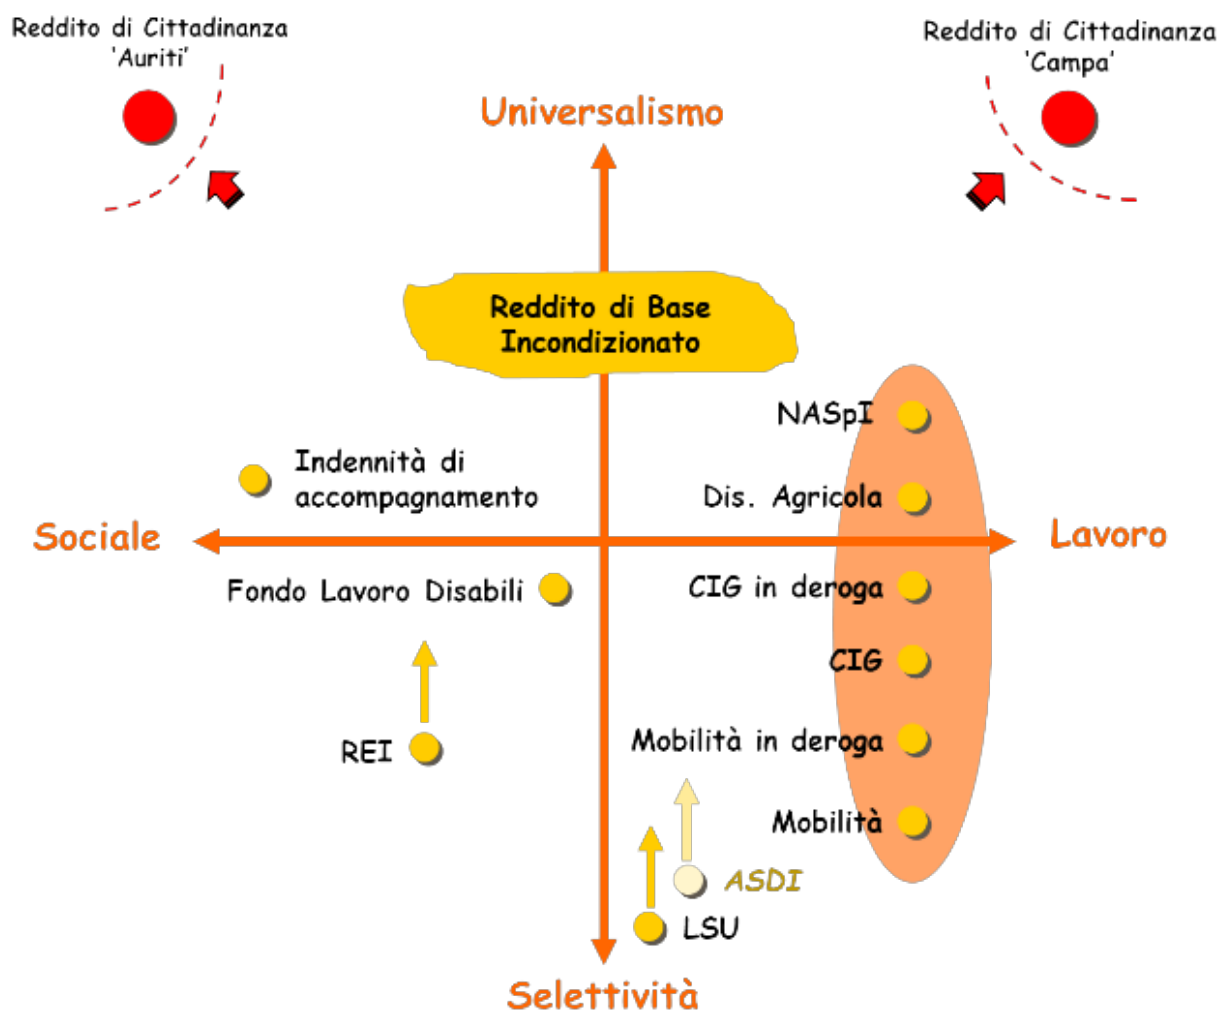 Reddito di Cittadinanza
'Auriti'
Reddito di Cittadinanza
'Campa'
Universalismo
Reddito di Base
Incondizionato
NASpI
Indennità di
accompagnamento
Dis. Agricola
Sociale
Lavoro
Fondo Lavoro Disabili
CIG in deroga
CIG
REI
Mobilità in deroga
Mobilità
ASDI
LSU
Selettività